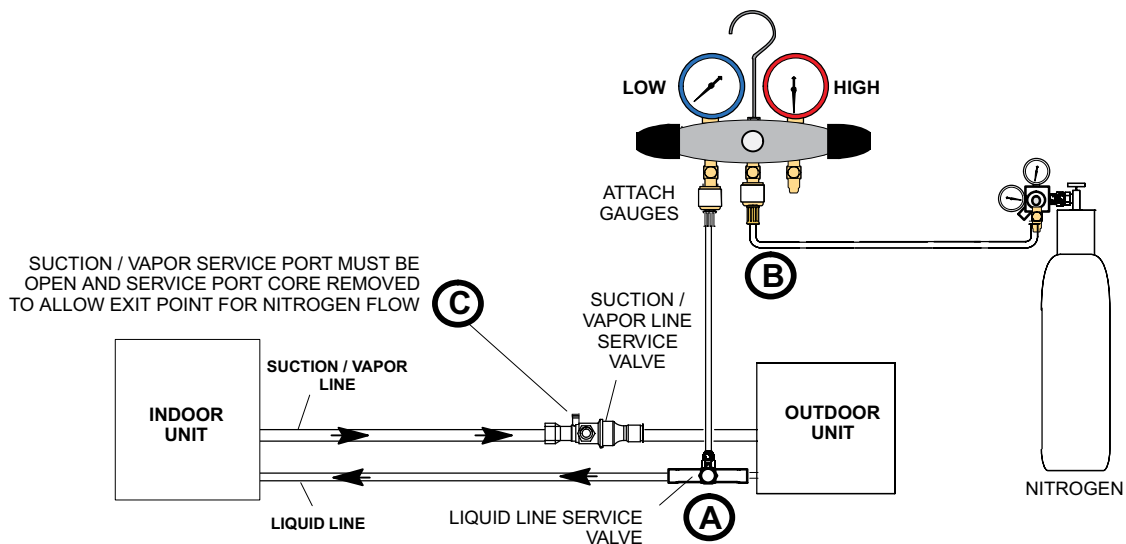 LOW
HIGH
ATTACH
GAUGES
B
SUCTION / VAPOR SERVICE PORT MUST BE
OPEN AND SERVICE PORT CORE REMOVED
TO ALLOW EXIT POINT FOR NITROGEN FLOW
C
SUCTION /
VAPOR LINE
SERVICE
VALVE
SUCTION / VAPOR
LINE
INDOOR
UNIT
OUTDOOR
UNIT
NITROGEN
LIQUID LINE
LIQUID LINE SERVICE
VALVE
A